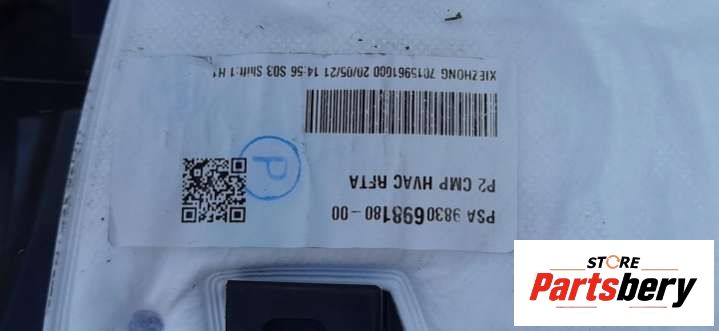 PSA 9830698180-00
P2 CMP HVAC RFTA
P
XIEZHONG 7015961000 20/05/21 14:56 S03 Shift:1 H1
STORE
Partsbery